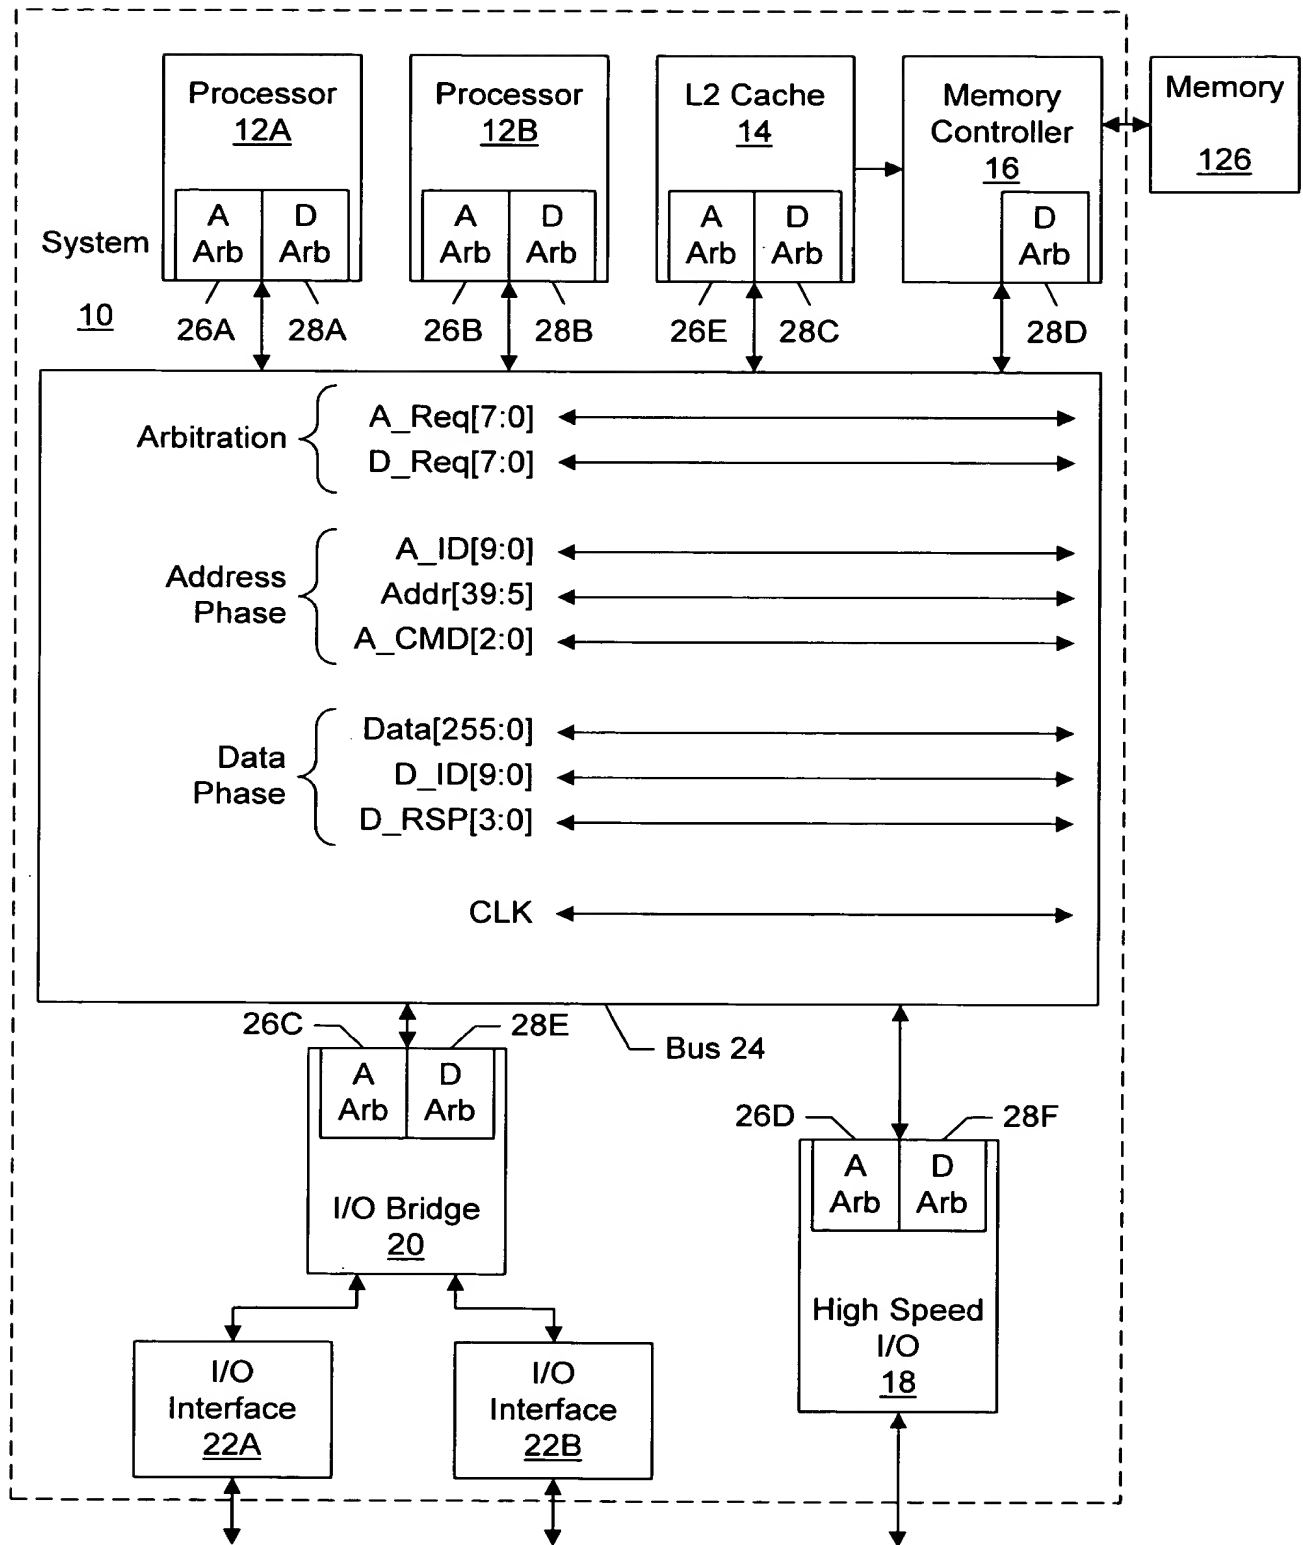 Processor
12A
A
Arb
D
Arb
26A
28A
Processor
12B
A
Arb
D
Arb
26B
28B
L2 Cache
14
A
Arb
D
Arb
26E
28C
Memory
Controller
16
D
Arb
28D
Memory
126
System
10
Arbitration
A_Req[7:0]
D_Req[7:0]
Address
Phase
A_ID[9:0]
Addr[39:5]
A_CMD[2:0]
Data
Phase
Data[255:0]
D_ID[9:0]
D_RSP[3:0]
CLK
Bus 24
26C
28E
A
Arb
D
Arb
I/O Bridge
20
26D
28F
A
Arb
D
Arb
High Speed
I/O
18
I/O
Interface
22A
I/O
Interface
22B